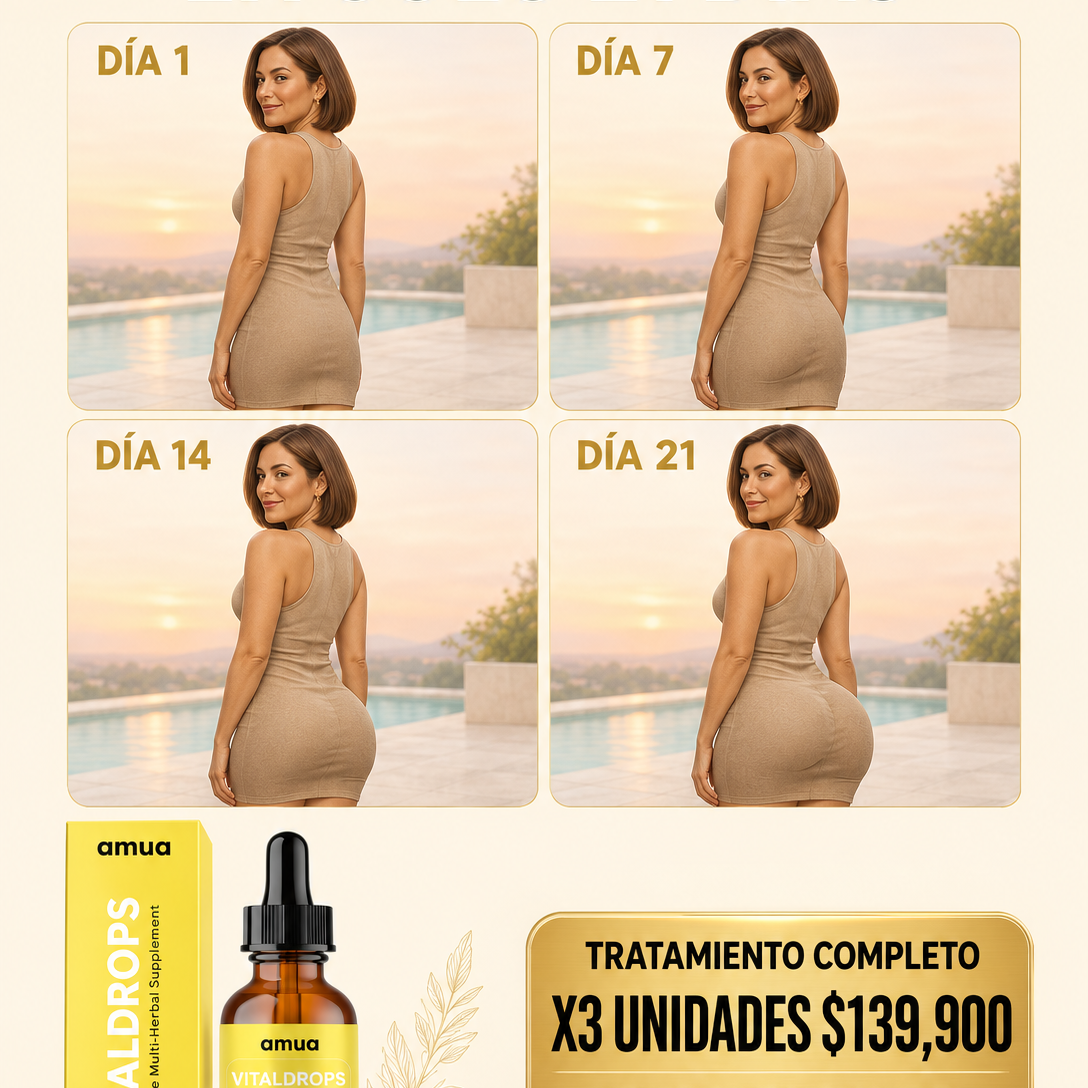 DÍA 1
DÍA 7
DÍA 14
DÍA 21
amua
ALDROPS
e Multi-Herbal Supplement
amua
VITALDROPS
TRATAMIENTO COMPLETO
X3 UNIDADES $139,900